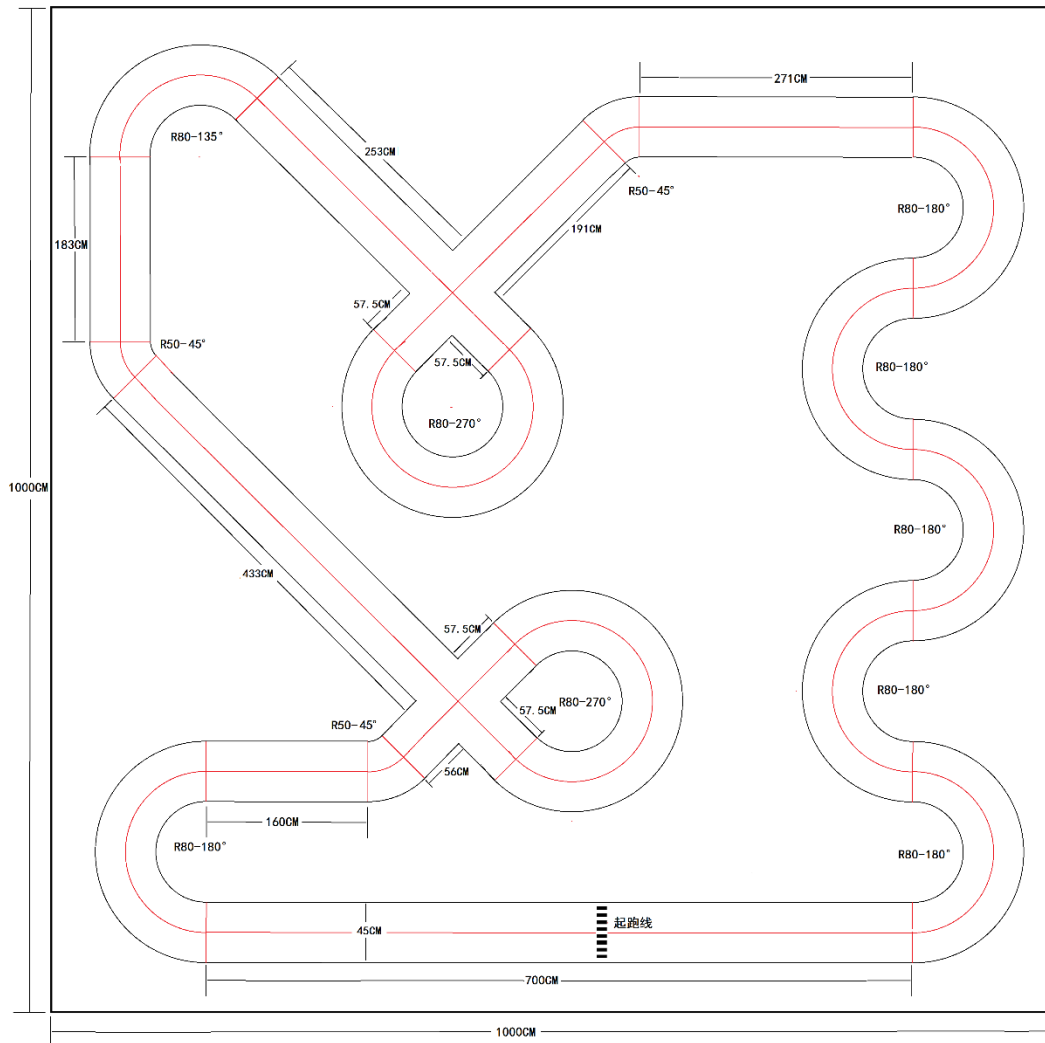 271CM
R80-135°
253CM
R50-45°
R80-180°
191CM
183CM
57.5CM
R50-45°
57.5CM
R80-180°
R80-270°
1000CM
R80-180°
433CM
57.5CM
R80-180°
R80-270°
57.5CM
R50-45°
56CM
160CM
R80-180°
R80-180°
起跑线
45CM
700CM
1000CM